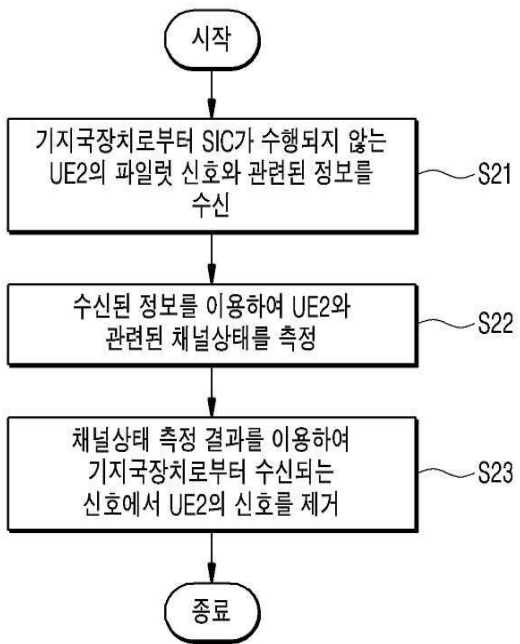 시작
기지국장치로부터 SIC가 수행되지 않는
UE2의 파일럿 신호와 관련된 정보를
수신
S21
수신된 정보를 이용하여 UE2와
관련된 채널상태를 측정
S22
채널상태 측정 결과를 이용하여
기지국장치로부터 수신되는
신호에서 UE2의 신호를 제거
S23
종료